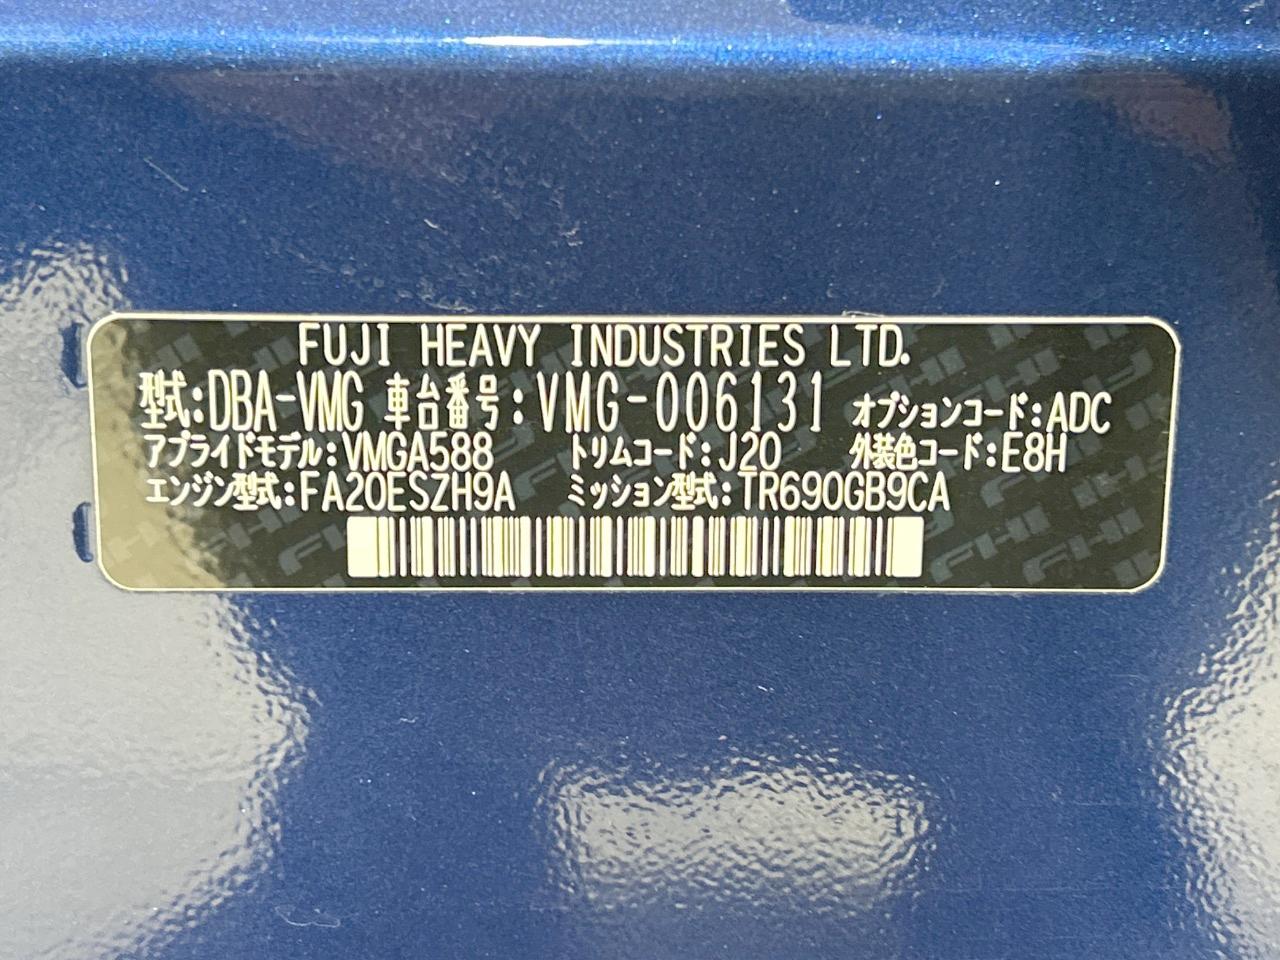 FUJI HEAVY INDUSTRIES LTD.
型式:DBA-VMG 車台番号:VMG-006131 オプションコード:ADC
アプライドモデル:VMGA588 トリムコード:J20 外装色コード:E8H
エンジン型式:FA20ESZH9A ミッション型式:TR690GB9CA